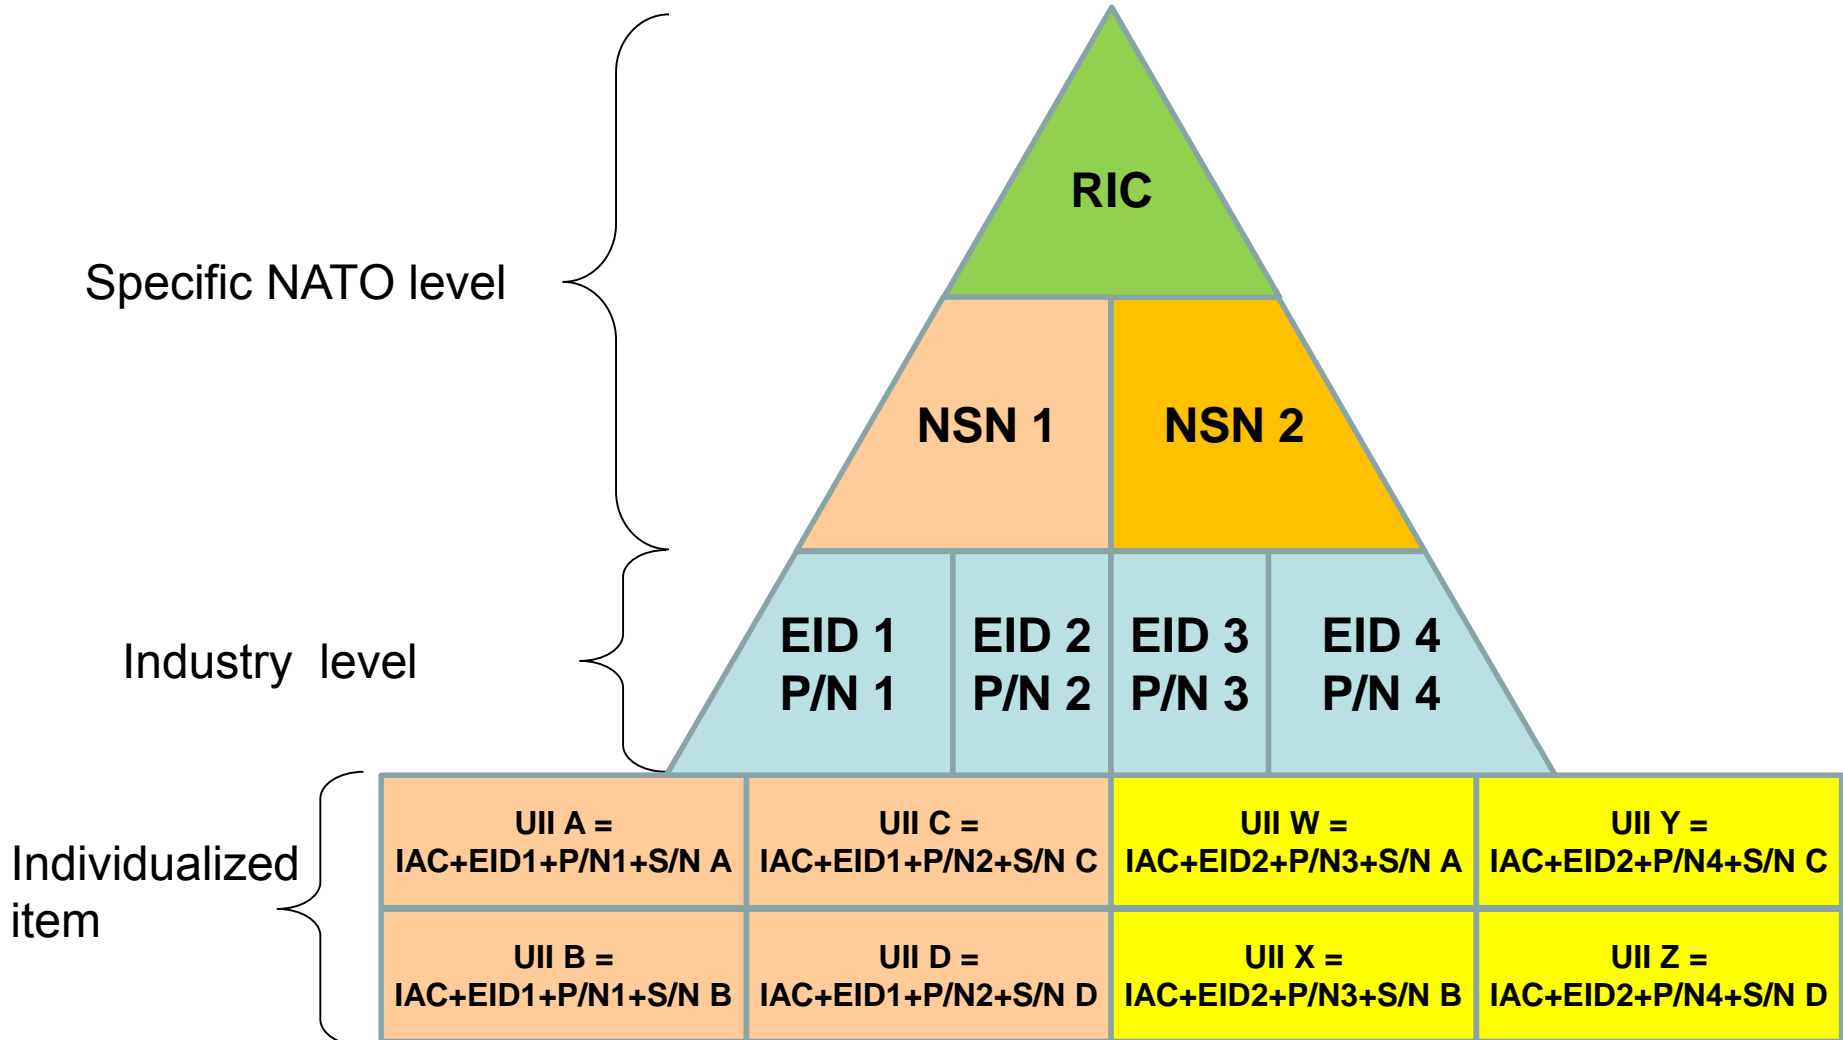 RIC
Specific NATO level
NSN 1
NSN 2
EID 1
P/N 1
EID 2
P/N 2
EID 3
P/N 3
EID 4
P/N 4
Industry level
UII A =
IAC+EID1+P/N1+S/N A
UII C =
IAC+EID1+P/N2+S/N C
UII W =
IAC+EID2+P/N3+S/N A
UII Y =
IAC+EID2+P/N4+S/N C
Individualized
item
UII B =
IAC+EID1+P/N1+S/N B
UII D =
IAC+EID1+P/N2+S/N D
UII X =
IAC+EID2+P/N3+S/N B
UII Z =
IAC+EID2+P/N4+S/N D